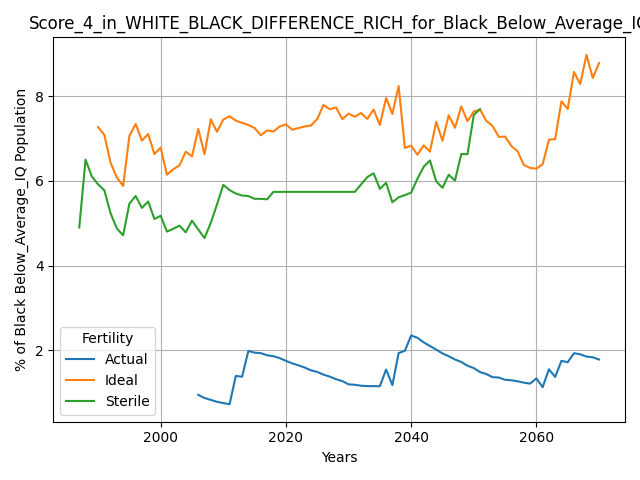 Score_4_in_WHITE_BLACK_DIFFERENCE_RICH_for_Black_Below_Average_IQ
% of Black Below_Average_IQ Population
8
6
4
2
Fertility
Actual
Ideal
Sterile
2000 2020 2040 2060
Years